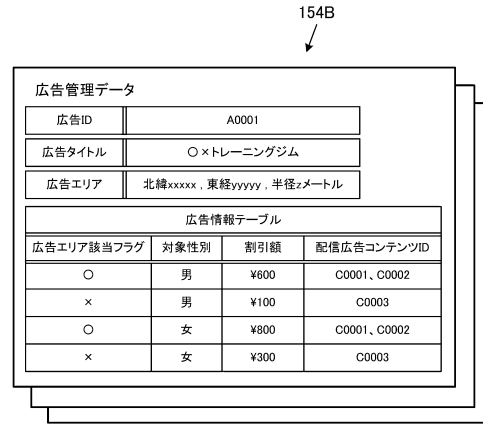 154B
広告管理データ
広告ID A0001
広告タイトル ○×トレーニングジム
広告エリア 北緯xxxxx , 東経yyyyy , 半径zメートル
広告情報テーブル
広告エリア該当フラグ 対象性別 割引額 配信広告コンテンツID
○ 男 ¥600 C0001、C0002
× 男 ¥100 C0003
○ 女 ¥800 C0001、C0002
× 女 ¥300 C0003